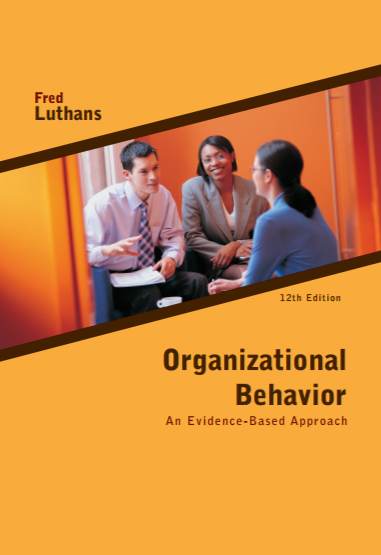 Fred
Luthans
12th Edition
Organizational
Behavior
An Evidence-Based Approach